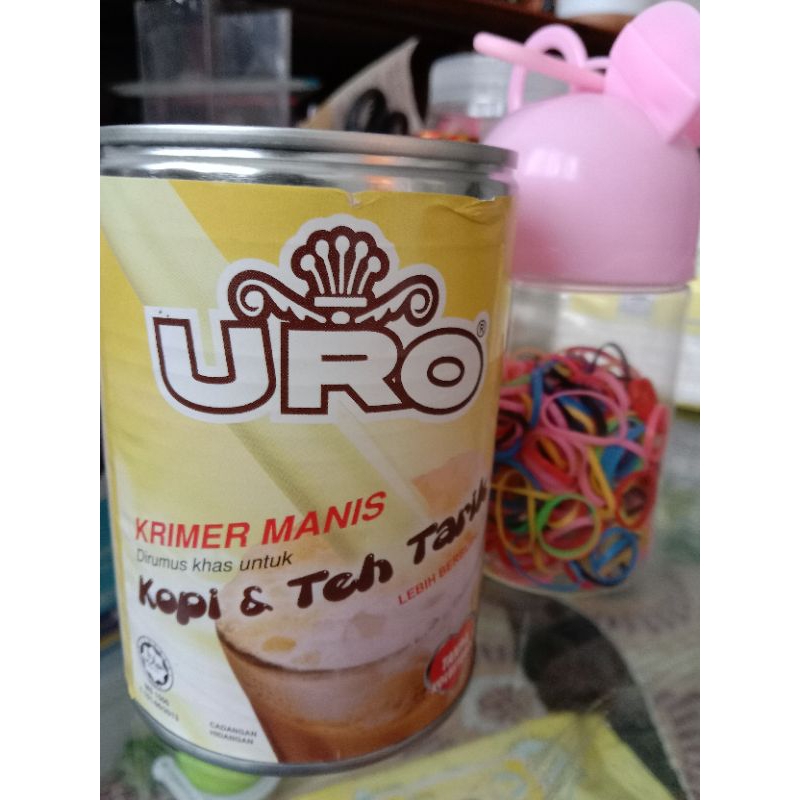 URO®
KRIMER MANIS
Dirumus khas untuk
Kopi & Teh Tarik
LEBIH
CADANGAN
HIDANGAN